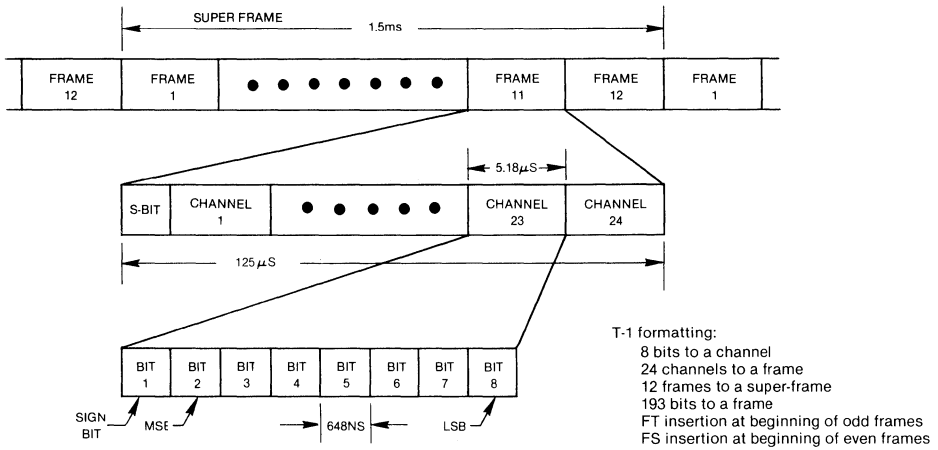 SUPER FRAME
1.5ms
FRAME 12
FRAME 1
FRAME 11
FRAME 12
FRAME 1
5.18μS
S-BIT
CHANNEL 1
CHANNEL 23
CHANNEL 24
125μS
BIT 1
BIT 2
BIT 3
BIT 4
BIT 5
BIT 6
BIT 7
BIT 8
SIGN BIT
MSB
648NS
LSB
T-1 formatting:
8 bits to a channel
24 channels to a frame
12 frames to a super-frame
193 bits to a frame
FT insertion at beginning of odd frames
FS insertion at beginning of even frames